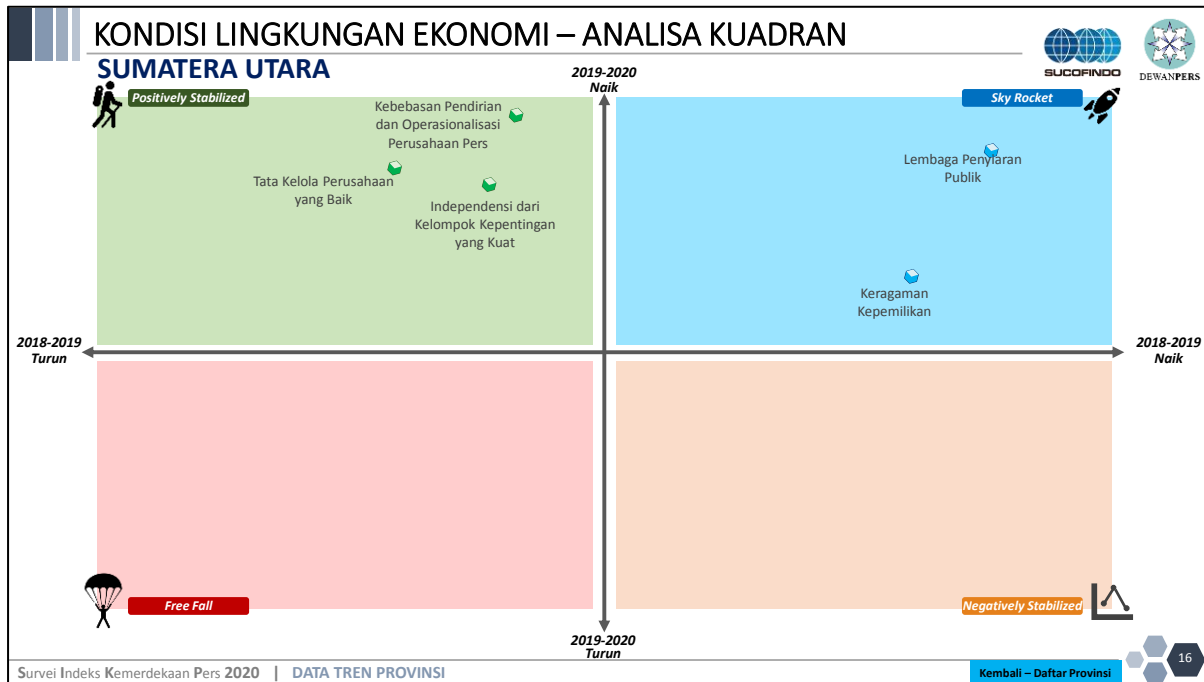 KONDISI LINGKUNGAN EKONOMI – ANALISA KUADRAN
SUMATERA UTARA
SUCOFINDO
DEWANPERS
2019-2020
Naik
Positively Stabilized
Sky Rocket
Kebebasan Pendirian
dan Operasionalisasi
Perusahaan Pers
Tata Kelola Perusahaan
yang Baik
Independensi dari
Kelompok Kepentingan
yang Kuat
Lembaga Penyiaran
Publik
Keragaman
Kepemilikan
2018-2019
Turun
2018-2019
Naik
Free Fall
Negatively Stabilized
2019-2020
Turun
Survei Indeks Kemerdekaan Pers 2020 | DATA TREN PROVINSI
Kembali – Daftar Provinsi
16